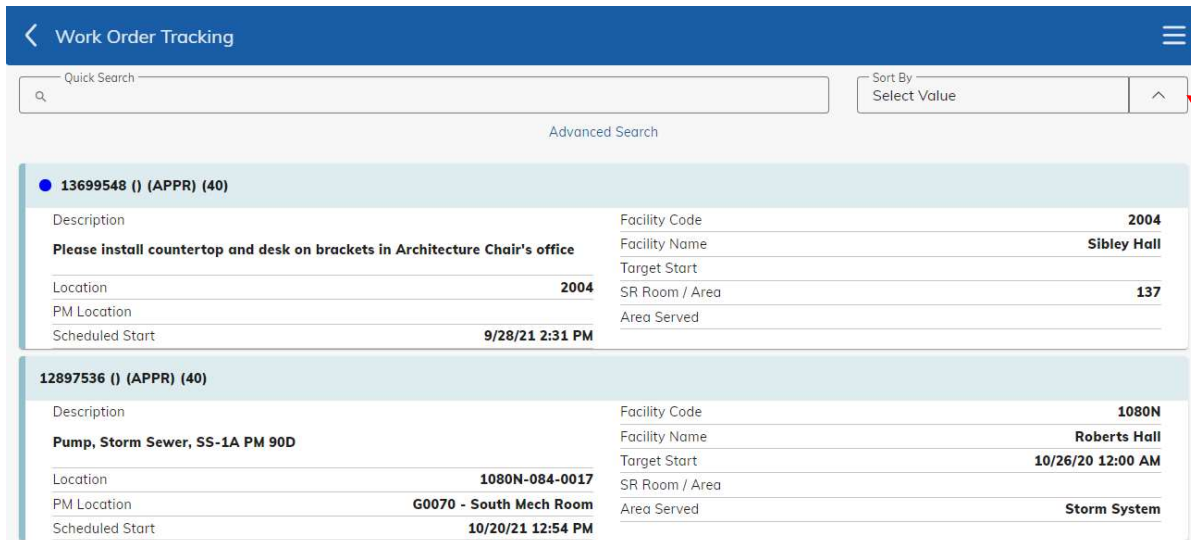 Work Order Tracking
Quick Search
Sort By
Select Value
Advanced Search
13699548 () (APPR) (40)
Description
Please install countertop and desk on brackets in Architecture Chair's office
Location 2004
PM Location
Scheduled Start 9/28/21 2:31 PM
Facility Code 2004
Facility Name Sibley Hall
Target Start
SR Room / Area 137
Area Served
12897536 () (APPR) (40)
Description
Pump, Storm Sewer, SS-1A PM 90D
Location 1080N-084-0017
PM Location G0070 - South Mech Room
Scheduled Start 10/20/21 12:54 PM
Facility Code 1080N
Facility Name Roberts Hall
Target Start 10/26/20 12:00 AM
SR Room / Area
Area Served Storm System